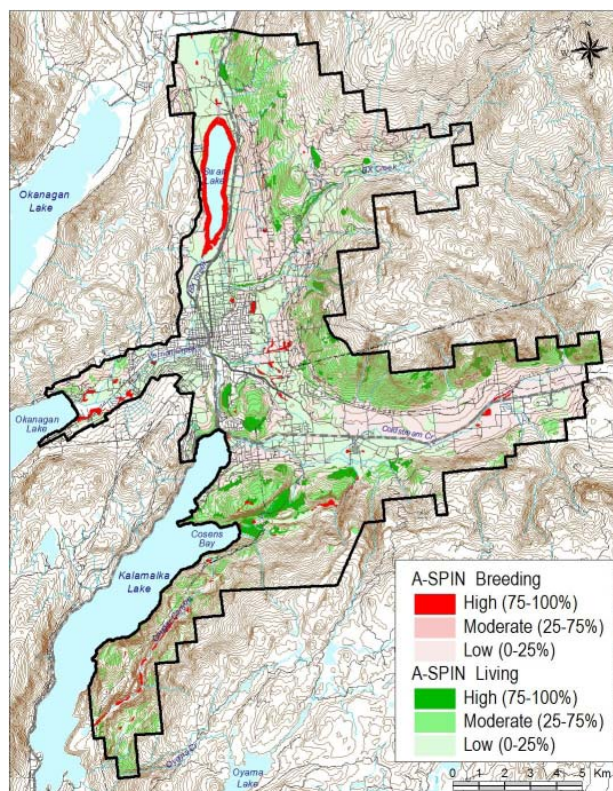 N
W
S
Swan
Lake
BX Creek
Okanagan
Lake
Okanagan
Lake
Coldstream Cr
Cosens
Bay
Kalamalka
Lake
Oyama
Lake
A-SPIN Breeding
High (75-100%)
Moderate (25-75%)
Low (0-25%)
A-SPIN Living
High (75-100%)
Moderate (25-75%)
Low (0-25%)
0 1 2 3 4 5 Km